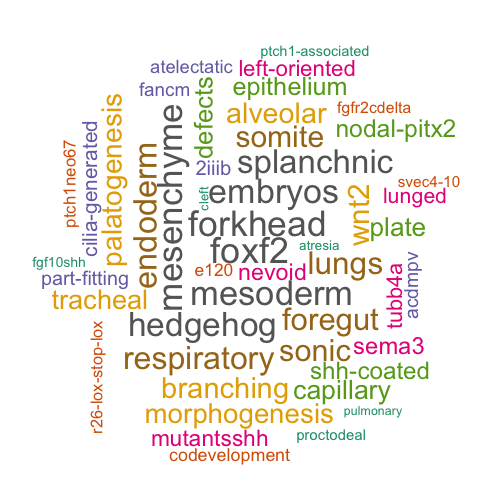 ptch1-associated
atelectatic left-oriented
fancm epithelium
alveolar fgfr2cdelta
defects
somite nodal-pitx2
palatogenesis
mesenchyme
2iiib splanchnic
svec4-10
ptch1neo67
cilia-generated
endoderm
cleft embryos lunged
wnt2
forkhead plate
foxf2 atresia
fgf10shh
part-fitting e120 nevoid lungs
acdmpv
tubb4a
tracheal mesoderm
hedgehog foregut
r26-lox-stop-lox
respiratory sonic sema3
shh-coated
branching capillary
morphogenesis pulmonary
mutantsshh proctodeal
codevelopment